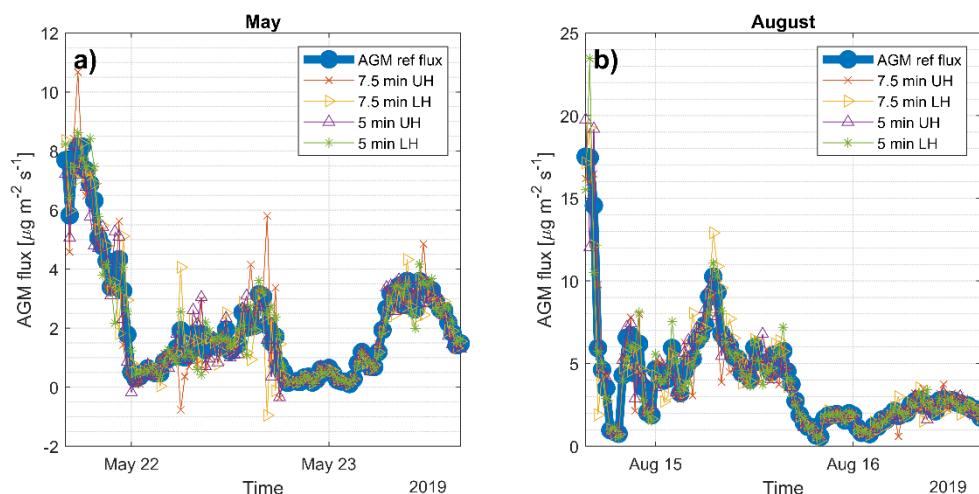 May
a)
AGM ref flux
7.5 min UH
7.5 min LH
5 min UH
5 min LH
12
10
8
6
4
2
0
-2
AGM flux [μg m⁻² s⁻¹]
May 22
May 23
Time
2019
August
b)
AGM ref flux
7.5 min UH
7.5 min LH
5 min UH
5 min LH
25
20
15
10
5
0
AGM flux [μg m⁻² s⁻¹]
Aug 15
Aug 16
Time
2019